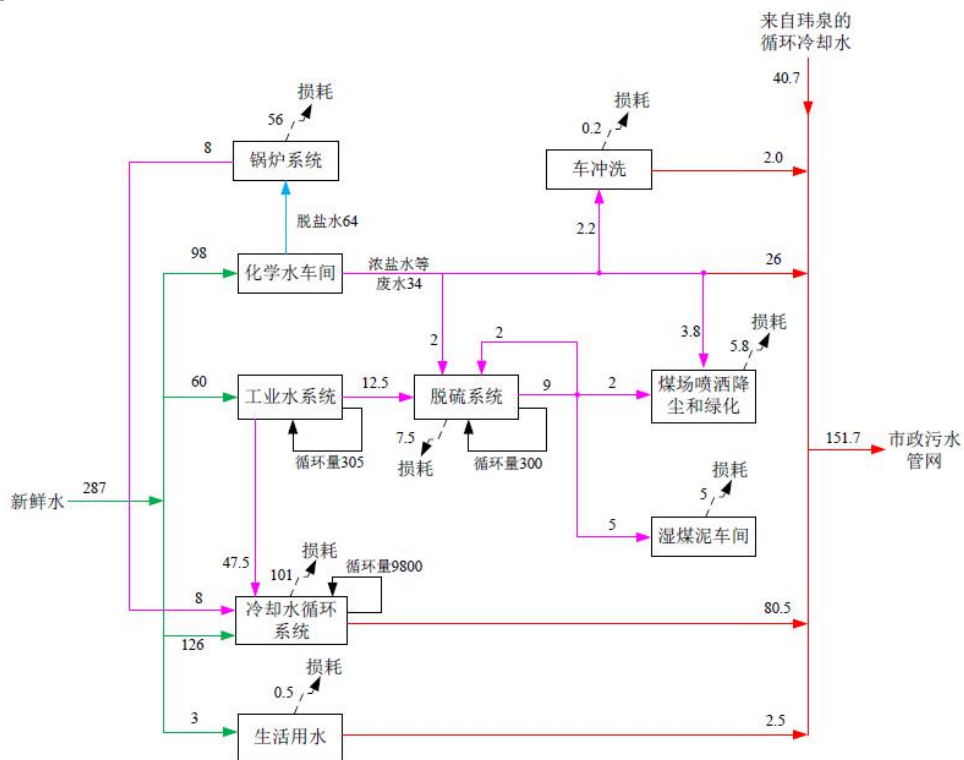 来自玮泉的
循环冷却水
40.7
损耗
56
8
锅炉系统
损耗
0.2
车冲洗
2.0
脱盐水64
2.2
98
化学水车间
浓盐水等
废水34
26
2
2
3.8
损耗
5.8
60
工业水系统
12.5
脱硫系统
9
2
煤场喷洒降
尘和绿化
循环量305
7.5
损耗
循环量300
151.7
市政污水
管网
新鲜水
287
损耗
5
5
湿煤泥车间
47.5
损耗
101
循环量9800
8
冷却水循环
系统
80.5
126
损耗
0.5
3
生活用水
2.5